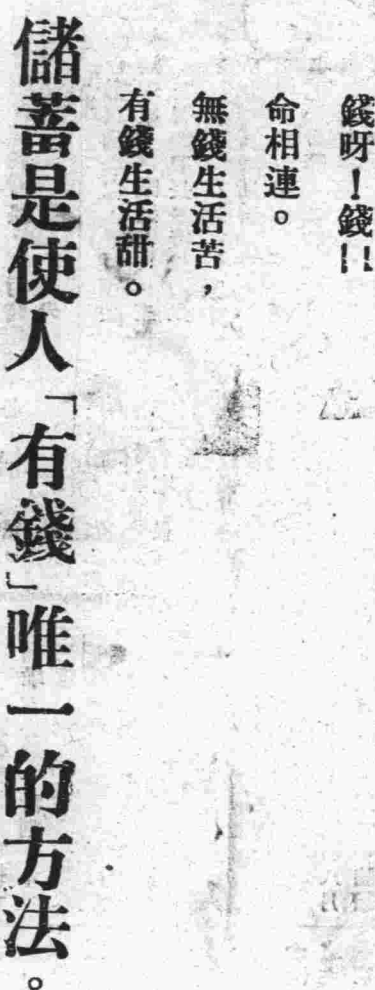 錢呀！錢！！
命相連。
無錢生活苦，
有錢生活甜。
儲蓄是使人「有錢」唯一的方法。